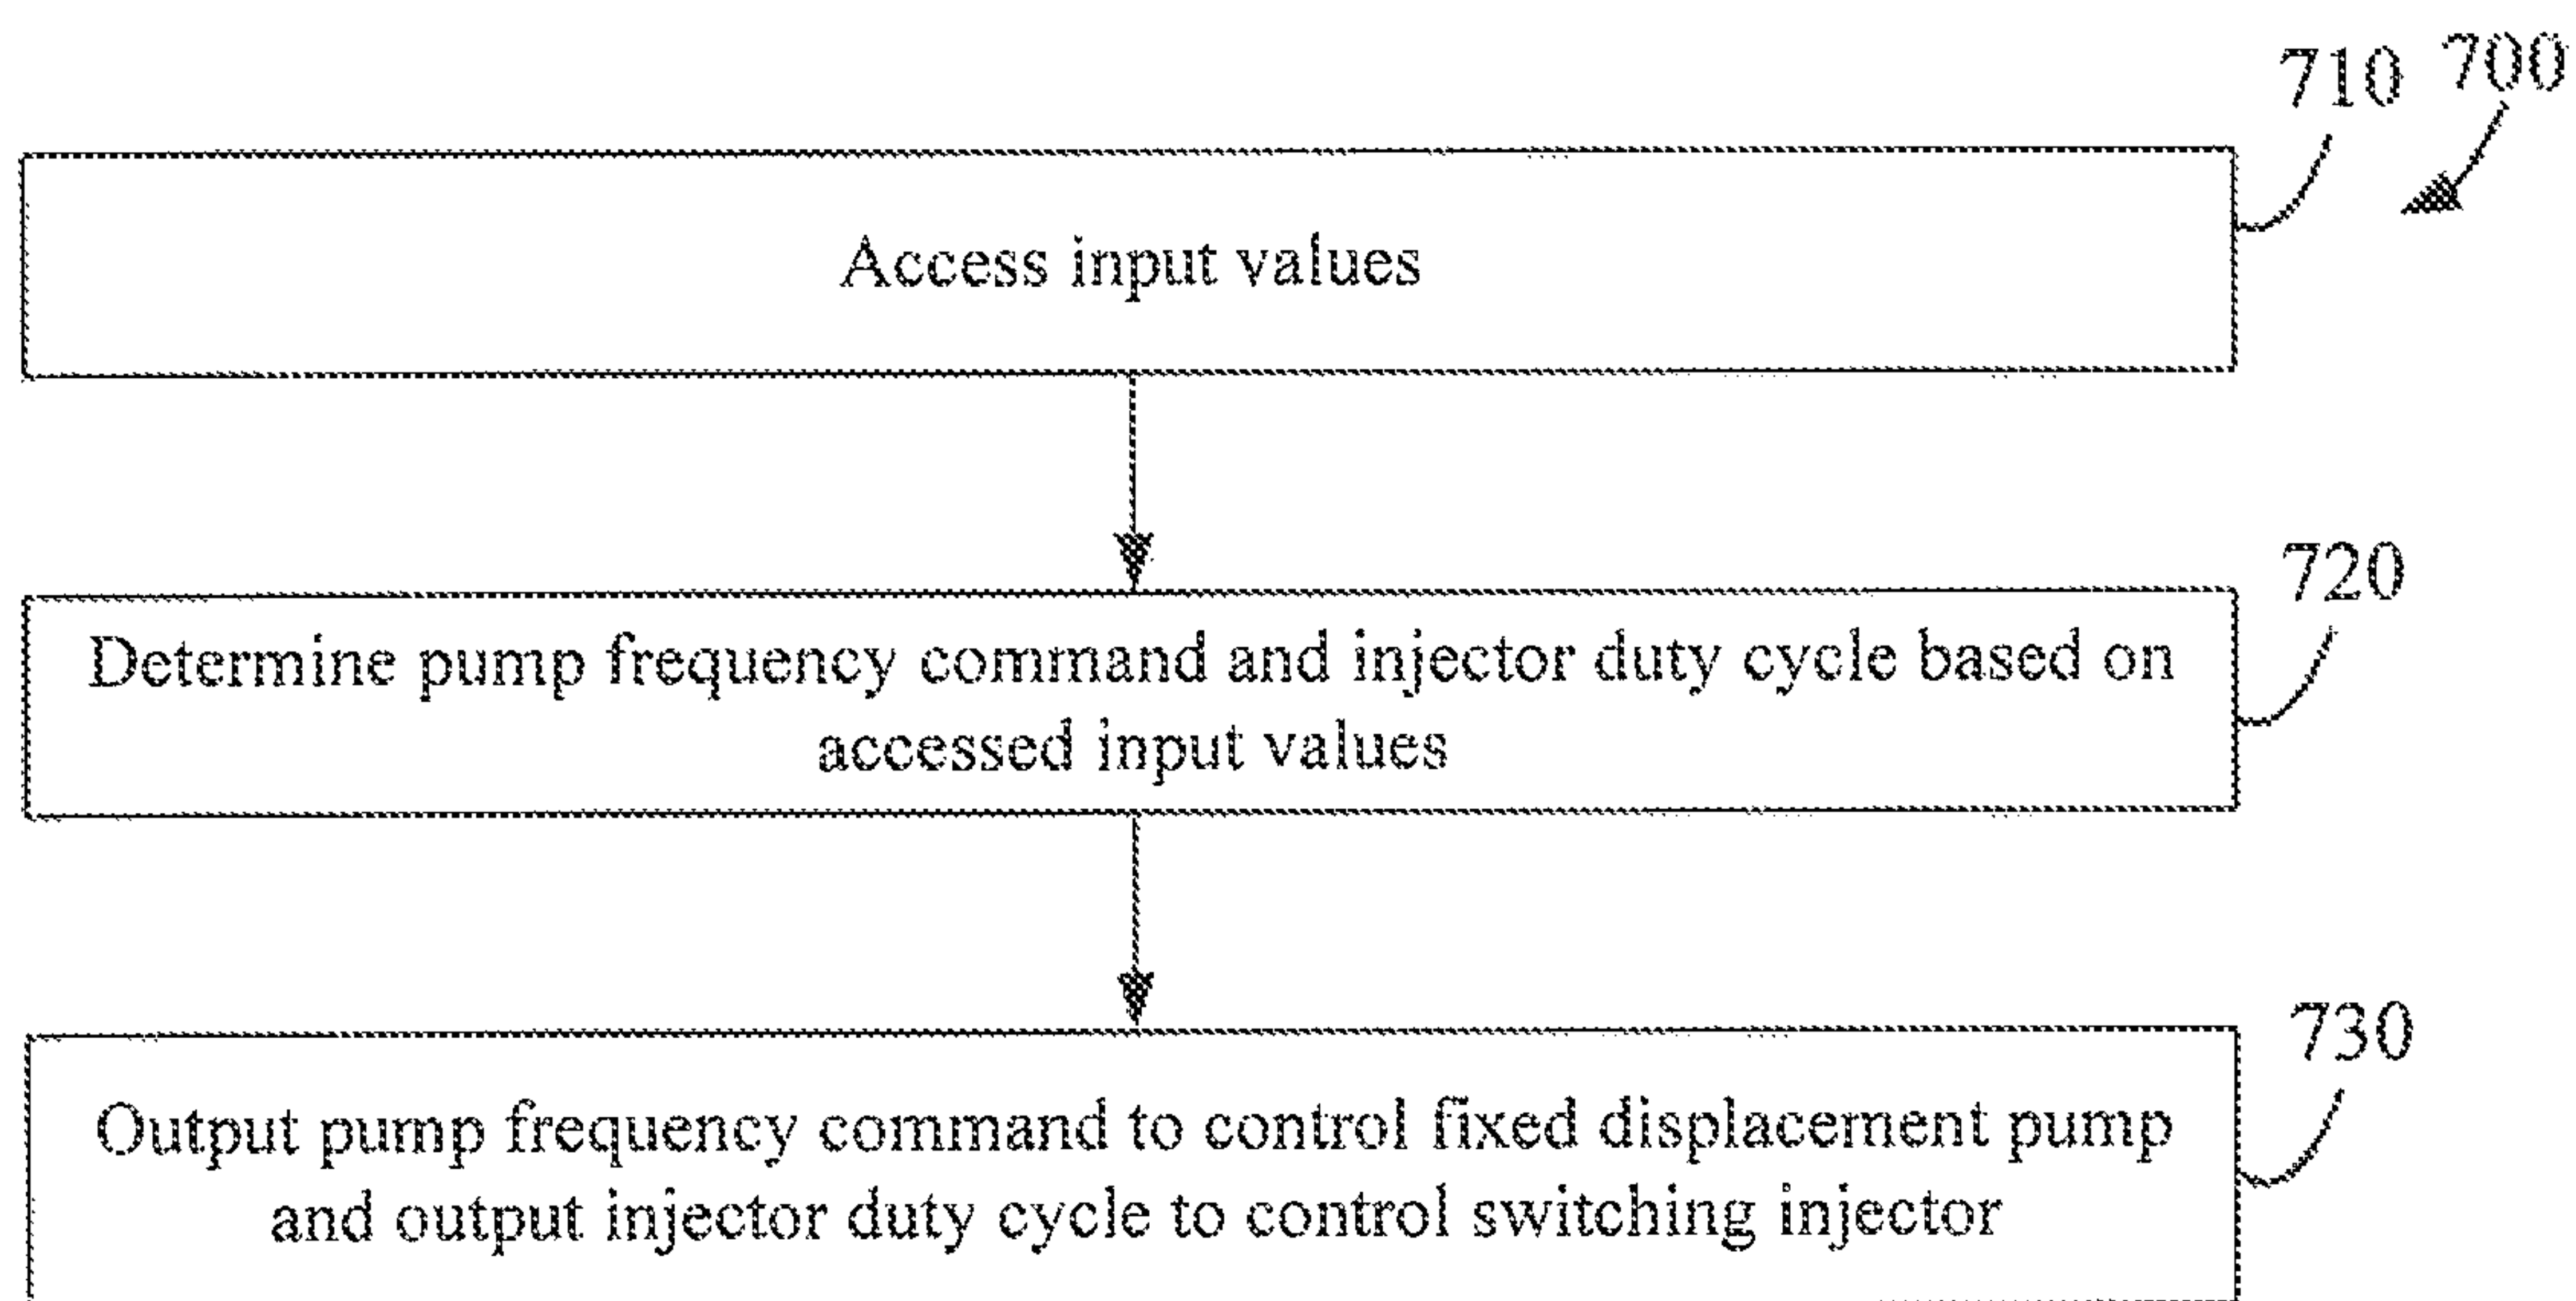 710 700
Access input values
720
Determine pump frequency command and injector duty cycle based on
accessed input values
730
Output pump frequency command to control fixed displacement pump
and output injector duty cycle to control switching injector